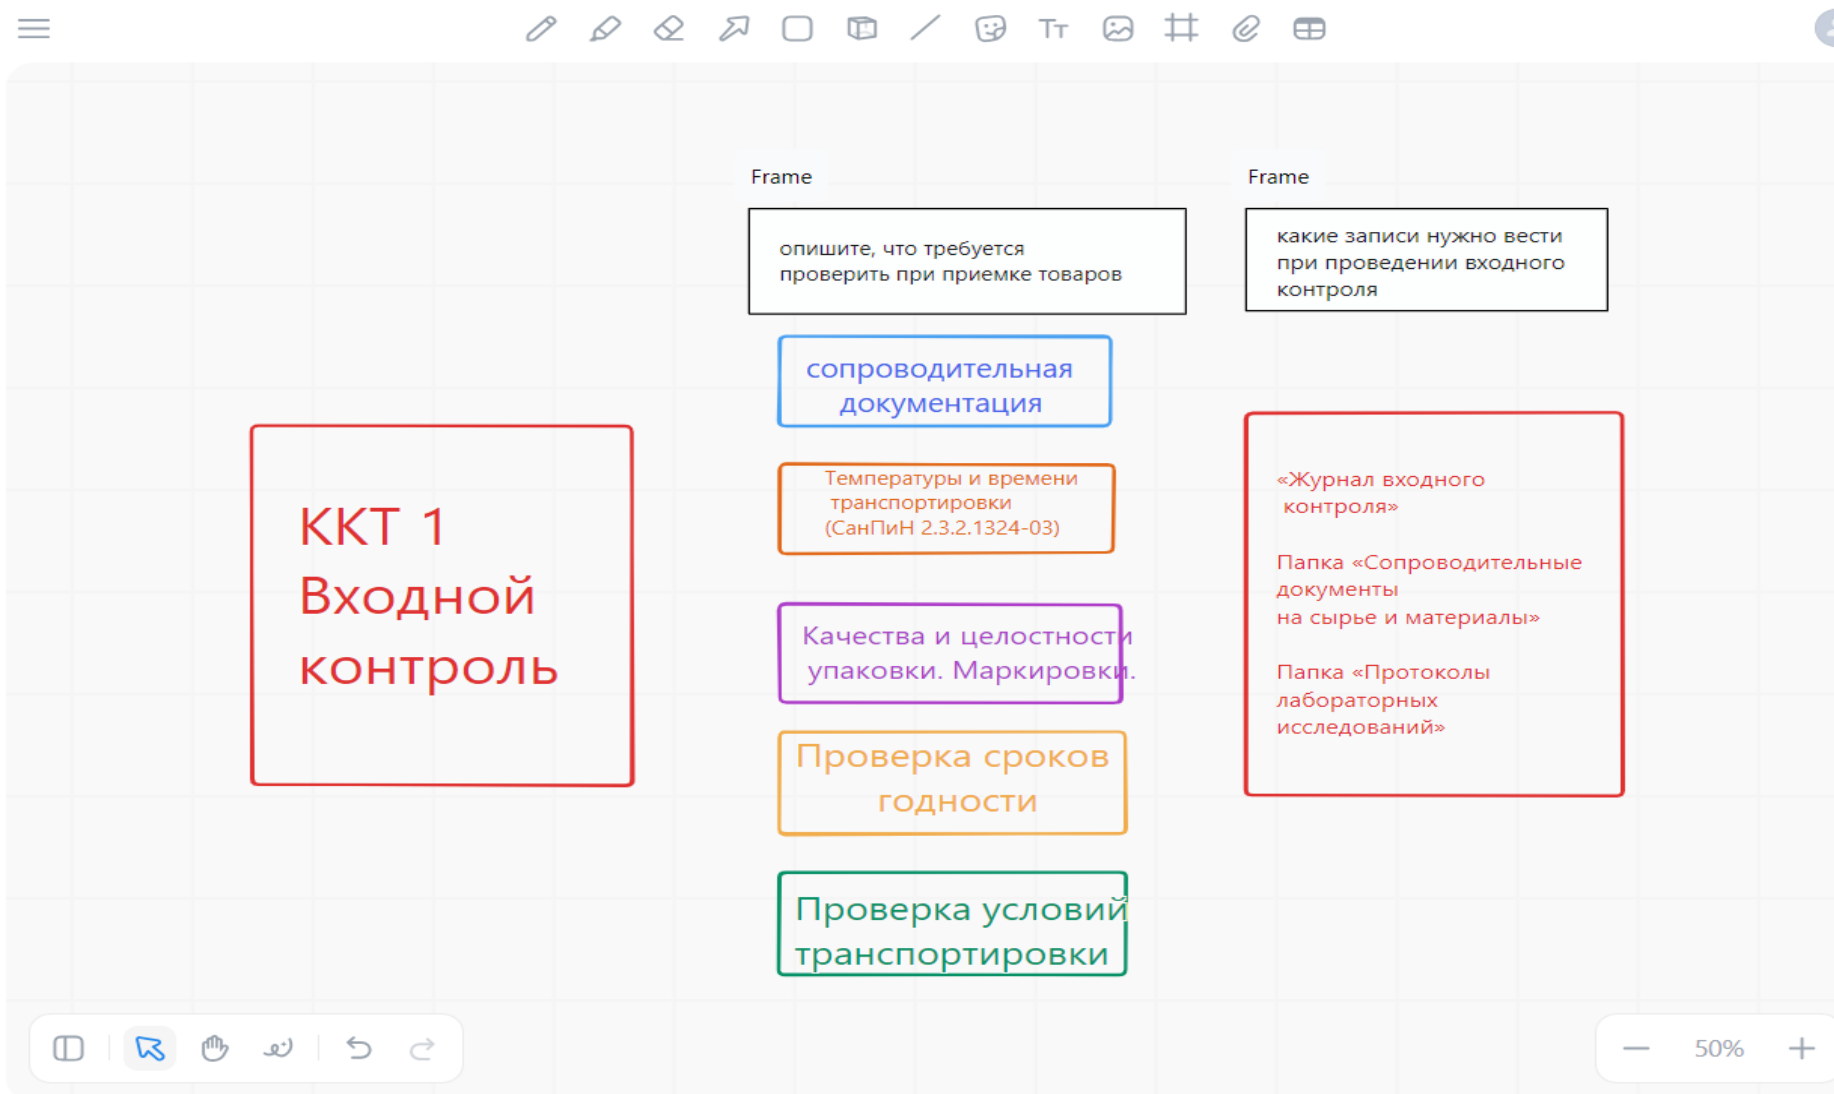 Frame
опишите, что требуется
проверить при приемке товаров
Frame
какие записи нужно вести
при проведении входного
контроля
ККТ 1
Входной
контроль
сопроводительная
документация
Температуры и времени
транспортировки
(СанПиН 2.3.2.1324-03)
Качества и целостности
упаковки. Маркировки.
Проверка сроков
годности
Проверка условий
транспортировки
«Журнал входного
контроля»
Папка «Сопроводительные
документы
на сырье и материалы»
Папка «Протоколы
лабораторных
исследований»
50%